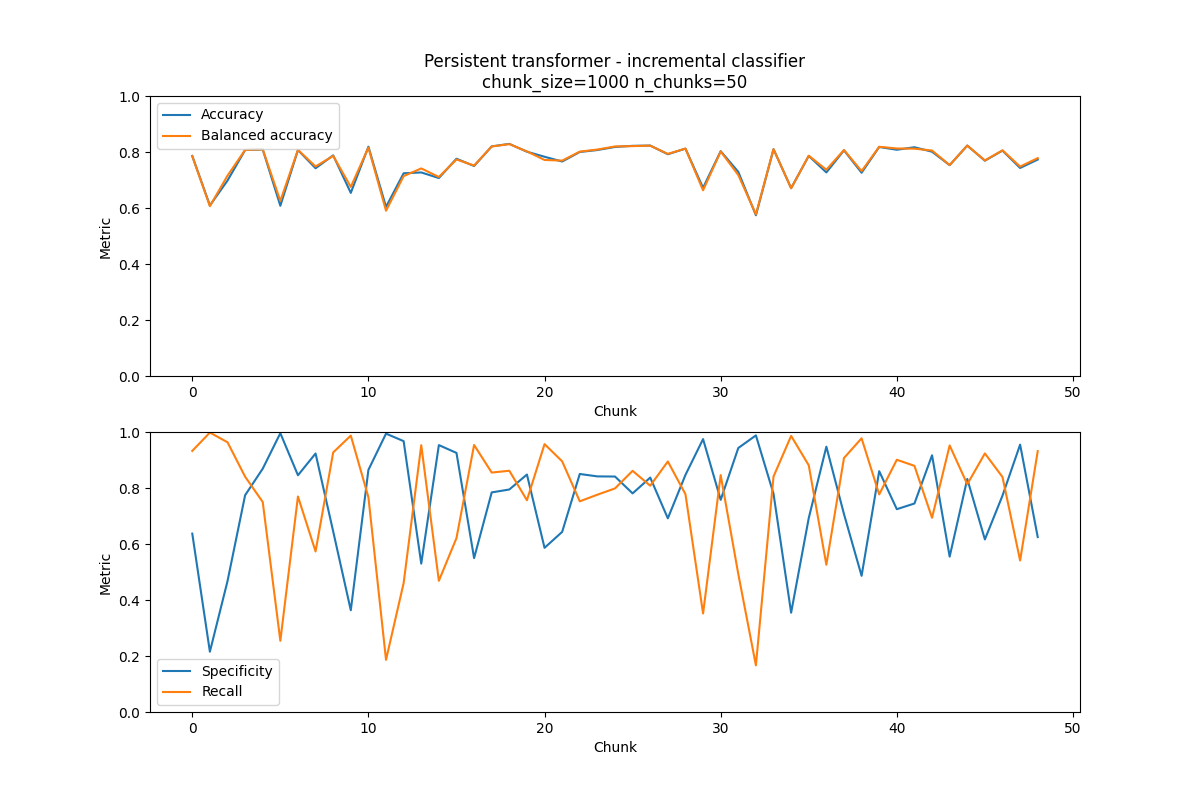 Persistent transformer - incremental classifier
chunk_size=1000 n_chunks=50
1.0
0.8
0.6
0.4
0.2
0.0
Metric
Accuracy
Balanced accuracy
0 10 20 30 40 50
Chunk
1.0
0.8
0.6
0.4
0.2
0.0
Metric
Specificity
Recall
0 10 20 30 40 50
Chunk